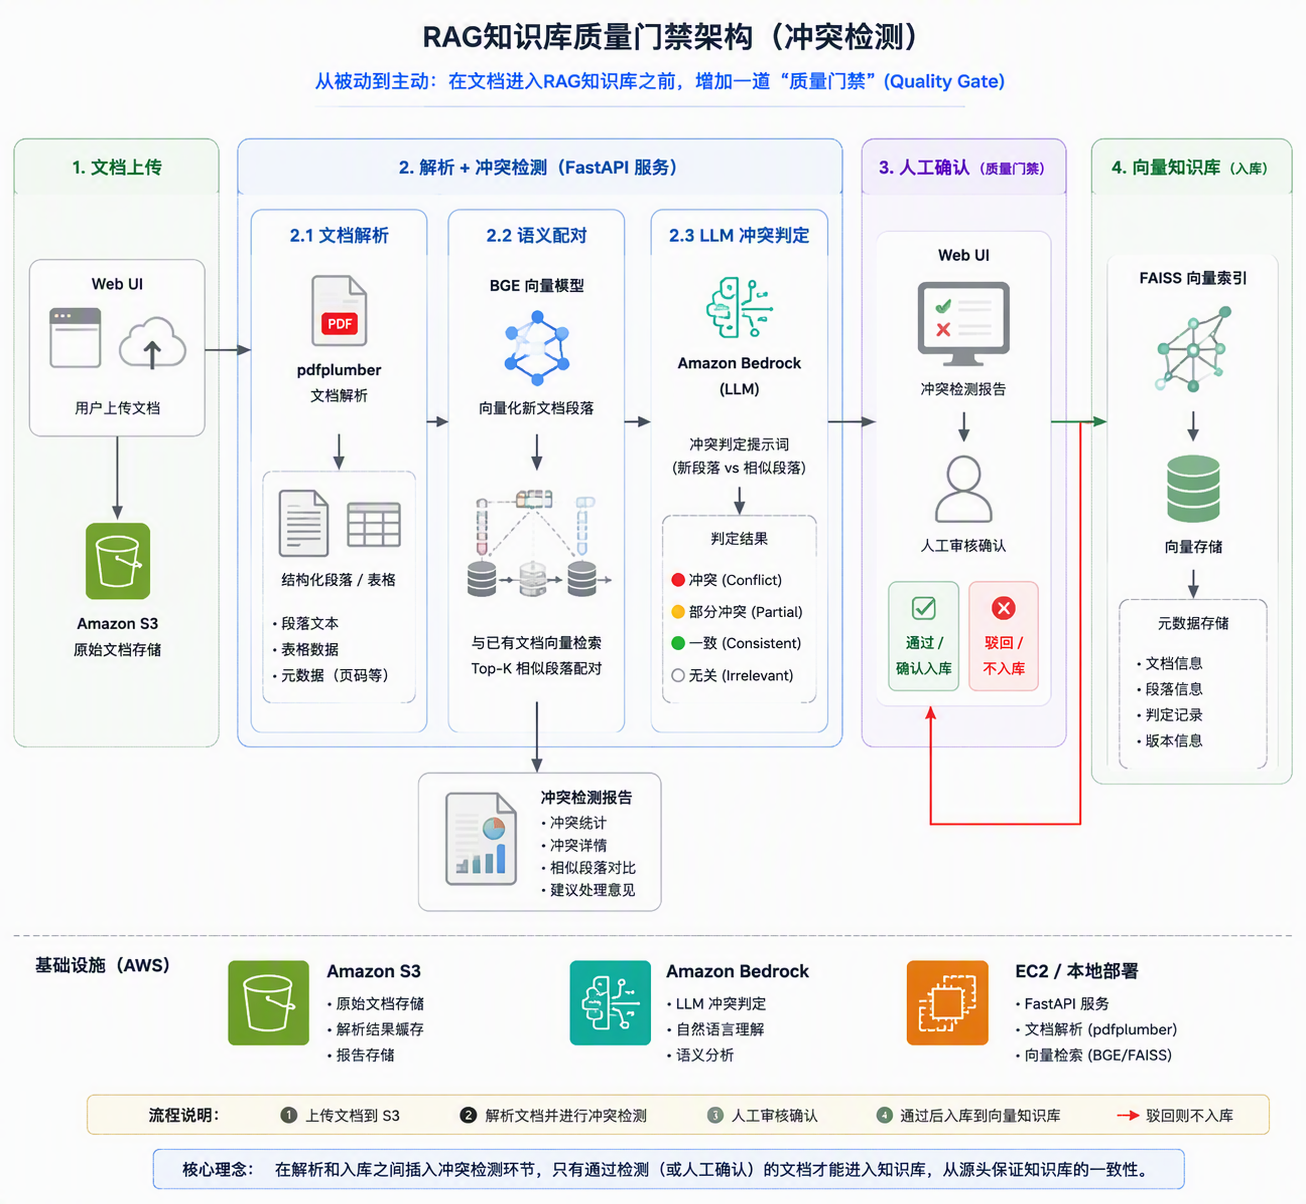 RAG知识库质量门禁架构（冲突检测）
从被动到主动：在文档进入RAG知识库之前，增加一道“质量门禁”(Quality Gate)
1. 文档上传
Web UI
用户上传文档
Amazon S3
原始文档存储
2. 解析 + 冲突检测（FastAPI 服务）
2.1 文档解析
PDF
pdfplumber
文档解析
结构化段落 / 表格
• 段落文本
• 表格数据
• 元数据（页码等）
2.2 语义配对
BGE 向量模型
向量化新文档段落
与已有文档向量检索
Top-K 相似段落配对
2.3 LLM 冲突判定
Amazon Bedrock
(LLM)
冲突判定提示词
(新段落 vs 相似段落)
判定结果
冲突 (Conflict)
部分冲突 (Partial)
一致 (Consistent)
无关 (Irrelevant)
冲突检测报告
• 冲突统计
• 冲突详情
• 相似段落对比
• 建议处理意见
3. 人工确认（质量门禁）
Web UI
冲突检测报告
人工审核确认
通过 /
确认入库
驳回 /
不入库
4. 向量知识库（入库）
FAISS 向量索引
向量存储
元数据存储
• 文档信息
• 段落信息
• 判定记录
• 版本信息
基础设施（AWS）
Amazon S3
• 原始文档存储
• 解析结果缓存
• 报告存储
Amazon Bedrock
• LLM 冲突判定
• 自然语言理解
• 语义分析
EC2 / 本地部署
• FastAPI 服务
• 文档解析 (pdfplumber)
• 向量检索 (BGE/FAISS)
流程说明： 1 上传文档到 S3 2 解析文档并进行冲突检测 3 人工审核确认 4 通过后入库到向量知识库 驳回则不入库
核心理念： 在解析和入库之间插入冲突检测环节，只有通过检测（或人工确认）的文档才能进入知识库，从源头保证知识库的一致性。